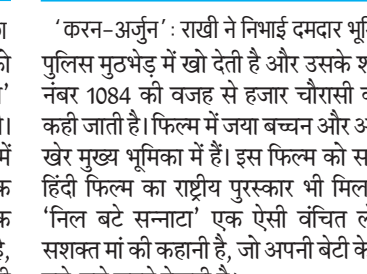 ा
'करन-अर्जुन' : राखी ने निभाई दमदार
को
पुलिस मुठभेड़ में खो देती है और उसके
नंबर 1084 की वजह से हजार चौरासी
कही जाती है। फिल्म में जया बच्चन और
में
खेर मुख्य भूमिका में हैं। इस फिल्म को
हिंदी फिल्म का राष्ट्रीय पुरस्कार भी
'निल बटे सन्नाटा' एक ऐसी वंचित
सशक्त मां की कहानी है, जो अपनी बेटी के